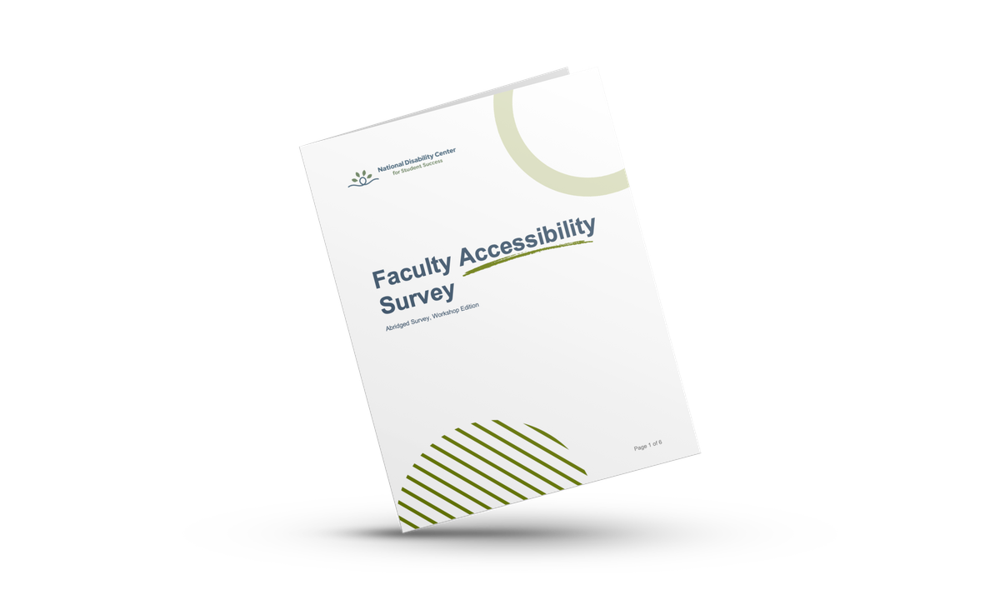 National Disability Center
for Student Success
Faculty Accessibility
Survey
Abridged Survey, Workshop Edition
Page 1 of 6